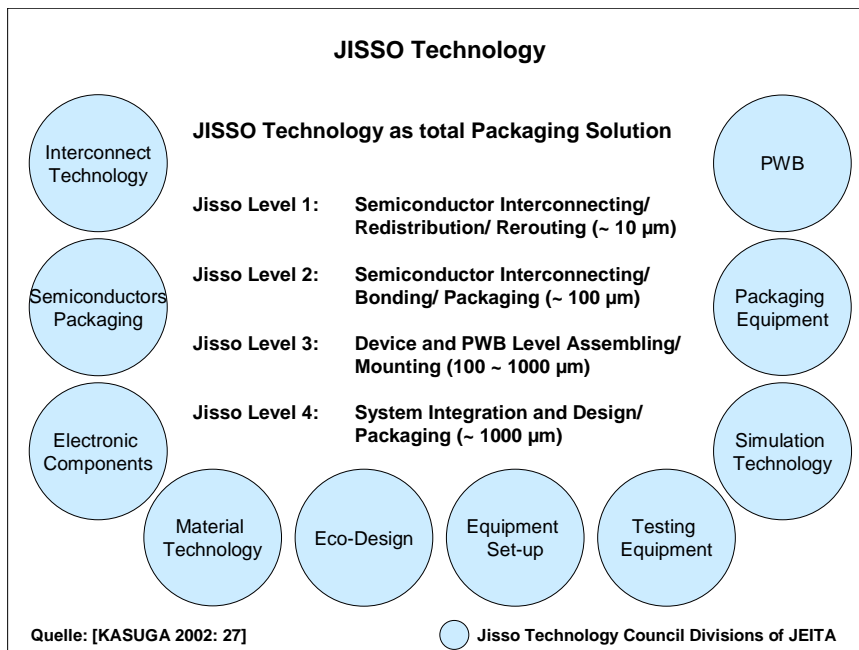 JISSO Technology
JISSO Technology as total Packaging Solution
Interconnect
Technology
PWB
Jisso Level 1: Semiconductor Interconnecting/
Redistribution/ Rerouting (~ 10 µm)
Jisso Level 2: Semiconductor Interconnecting/
Bonding/ Packaging (~ 100 µm)
Semiconductors
Packaging
Packaging
Equipment
Jisso Level 3: Device and PWB Level Assembling/
Mounting (100 ~ 1000 µm)
Jisso Level 4: System Integration and Design/
Packaging (~ 1000 µm)
Electronic
Components
Simulation
Technology
Material
Technology
Eco-Design
Equipment
Set-up
Testing
Equipment
Quelle: [KASUGA 2002: 27]
Jisso Technology Council Divisions of JEITA